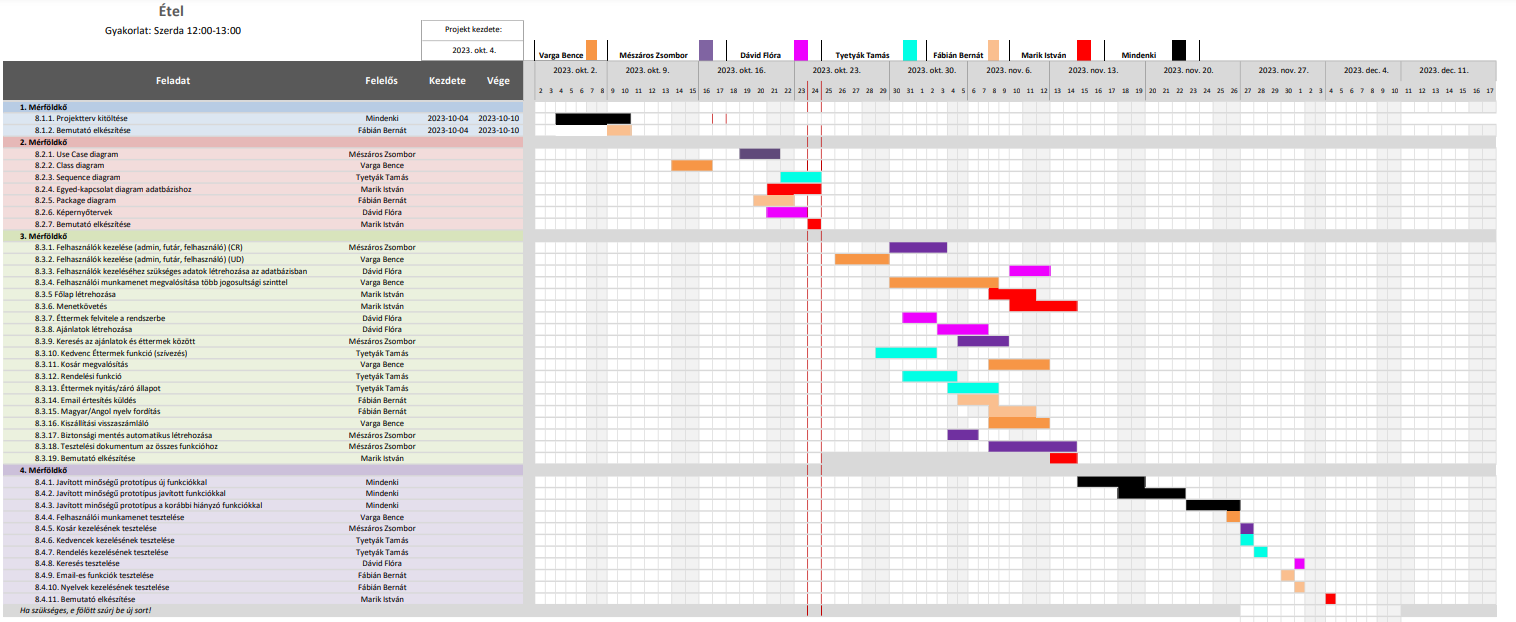 Étel
Gyakorlat: Szerda 12:00-13:00
Projekt kezdete:
2023. okt. 4.
Varga Bence Mészáros Zsombor Dávid Flóra Tyetyák Tamás Fábián Bernát Marik István Mindenki
Feladat Felelős Kezdete Vége
2023. okt. 2. 2023. okt. 9. 2023. okt. 16. 2023. okt. 23. 2023. okt. 30. 2023. nov. 6. 2023. nov. 13. 2023. nov. 20. 2023. nov. 27. 2023. dec. 4. 2023. dec. 11.
2 3 4 5 6 7 8 9 10 11 12 13 14 15 16 17 18 19 20 21 22 23 24 25 26 27 28 29 30 31 1 2 3 4 5 6 7 8 9 10 11 12 13 14 15 16 17 18 19 20 21 22 23 24 25 26 27 28 29 30 1 2 3 4 5 6 7 8 9 10 11 12 13 14 15 16 17
1. Mérföldkő
8.1.1. Projektterv kitöltése Mindenki 2023-10-04 2023-10-10
8.1.2. Bemutató elkészítése Fábián Bernát 2023-10-04 2023-10-10
2. Mérföldkő
8.2.1. Use Case diagram Mészáros Zsombor
8.2.2. Class diagram Varga Bence
8.2.3. Sequence diagram Tyetyák Tamás
8.2.4. Egyed-kapcsolat diagram adatbázishoz Marik István
8.2.5. Package diagram Fábián Bernát
8.2.6. Képernyőtervek Dávid Flóra
8.2.7. Bemutató elkészítése Marik István
3. Mérföldkő
8.3.1. Felhasználók kezelése (admin, futár, felhasználó) (CR) Mészáros Zsombor
8.3.2. Felhasználók kezelése (admin, futár, felhasználó) (UD) Varga Bence
8.3.3. Felhasználók kezeléséhez szükséges adatok létrehozása az adatbázisban Dávid Flóra
8.3.4. Felhasználói munkamenet megvalósítása több jogosultsági szinttel Varga Bence
8.3.5 Főlap létrehozása Marik István
8.3.6. Menetkövetés Marik István
8.3.7. Éttermek felvitele a rendszerbe Dávid Flóra
8.3.8. Ajánlatok létrehozása Dávid Flóra
8.3.9. Keresés az ajánlatok és éttermek között Mészáros Zsombor
8.3.10. Kedvenc Éttermek funkció (szívezés) Tyetyák Tamás
8.3.11. Kosár megvalósítás Varga Bence
8.3.12. Rendelési funkció Tyetyák Tamás
8.3.13. Éttermek nyitás/záró állapot Tyetyák Tamás
8.3.14. Email értesítés küldés Fábián Bernát
8.3.15. Magyar/Angol nyelv fordítás Fábián Bernát
8.3.16. Kiszállítási visszaszámláló Varga Bence
8.3.17. Biztonsági mentés automatikus létrehozása Mészáros Zsombor
8.3.18. Tesztelési dokumentum az összes funkcióhoz Mészáros Zsombor
8.3.19. Bemutató elkészítése Marik István
4. Mérföldkő
8.4.1. Javított minőségű prototípus új funkciókkal Mindenki
8.4.2. Javított minőségű prototípus javított funkciókkal Mindenki
8.4.3. Javított minőségű prototípus a korábbi hiányzó funkciókkal Mindenki
8.4.4. Felhasználói munkamenet tesztelése Varga Bence
8.4.5. Kosár kezelésének tesztelése Mészáros Zsombor
8.4.6. Kedvencek kezelésének tesztelése Tyetyák Tamás
8.4.7. Rendelés kezelésének tesztelése Tyetyák Tamás
8.4.8. Keresés tesztelése Dávid Flóra
8.4.9. Email-es funkciók tesztelése Fábián Bernát
8.4.10. Nyelvek kezelésének tesztelése Fábián Bernát
8.4.11. Bemutató elkészítése Marik István
Ha szükséges, e fölött szúrj be új sort!